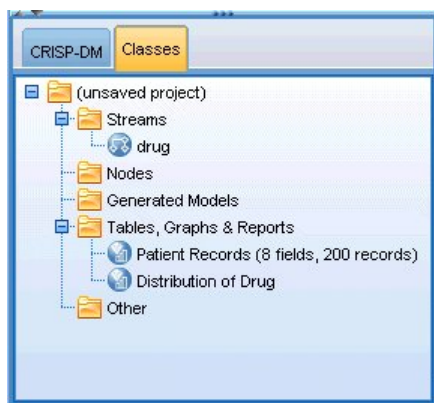 CRISP-DM Classes
(unsaved project)
Streams
drug
Nodes
Generated Models
Tables, Graphs & Reports
Patient Records (8 fields, 200 records)
Distribution of Drug
Other